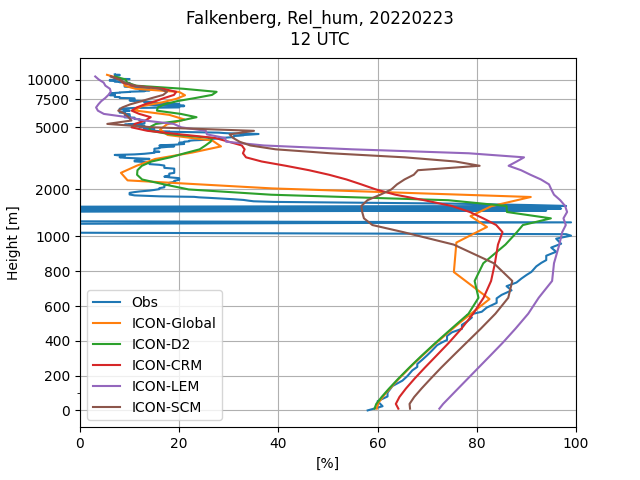 Falkenberg, Rel_hum, 20220223
12 UTC
10000
7500
5000
2000
1000
800
600
400
200
0
Height [m]
Obs
ICON-Global
ICON-D2
ICON-CRM
ICON-LEM
ICON-SCM
0 20 40 60 80 100
[%]